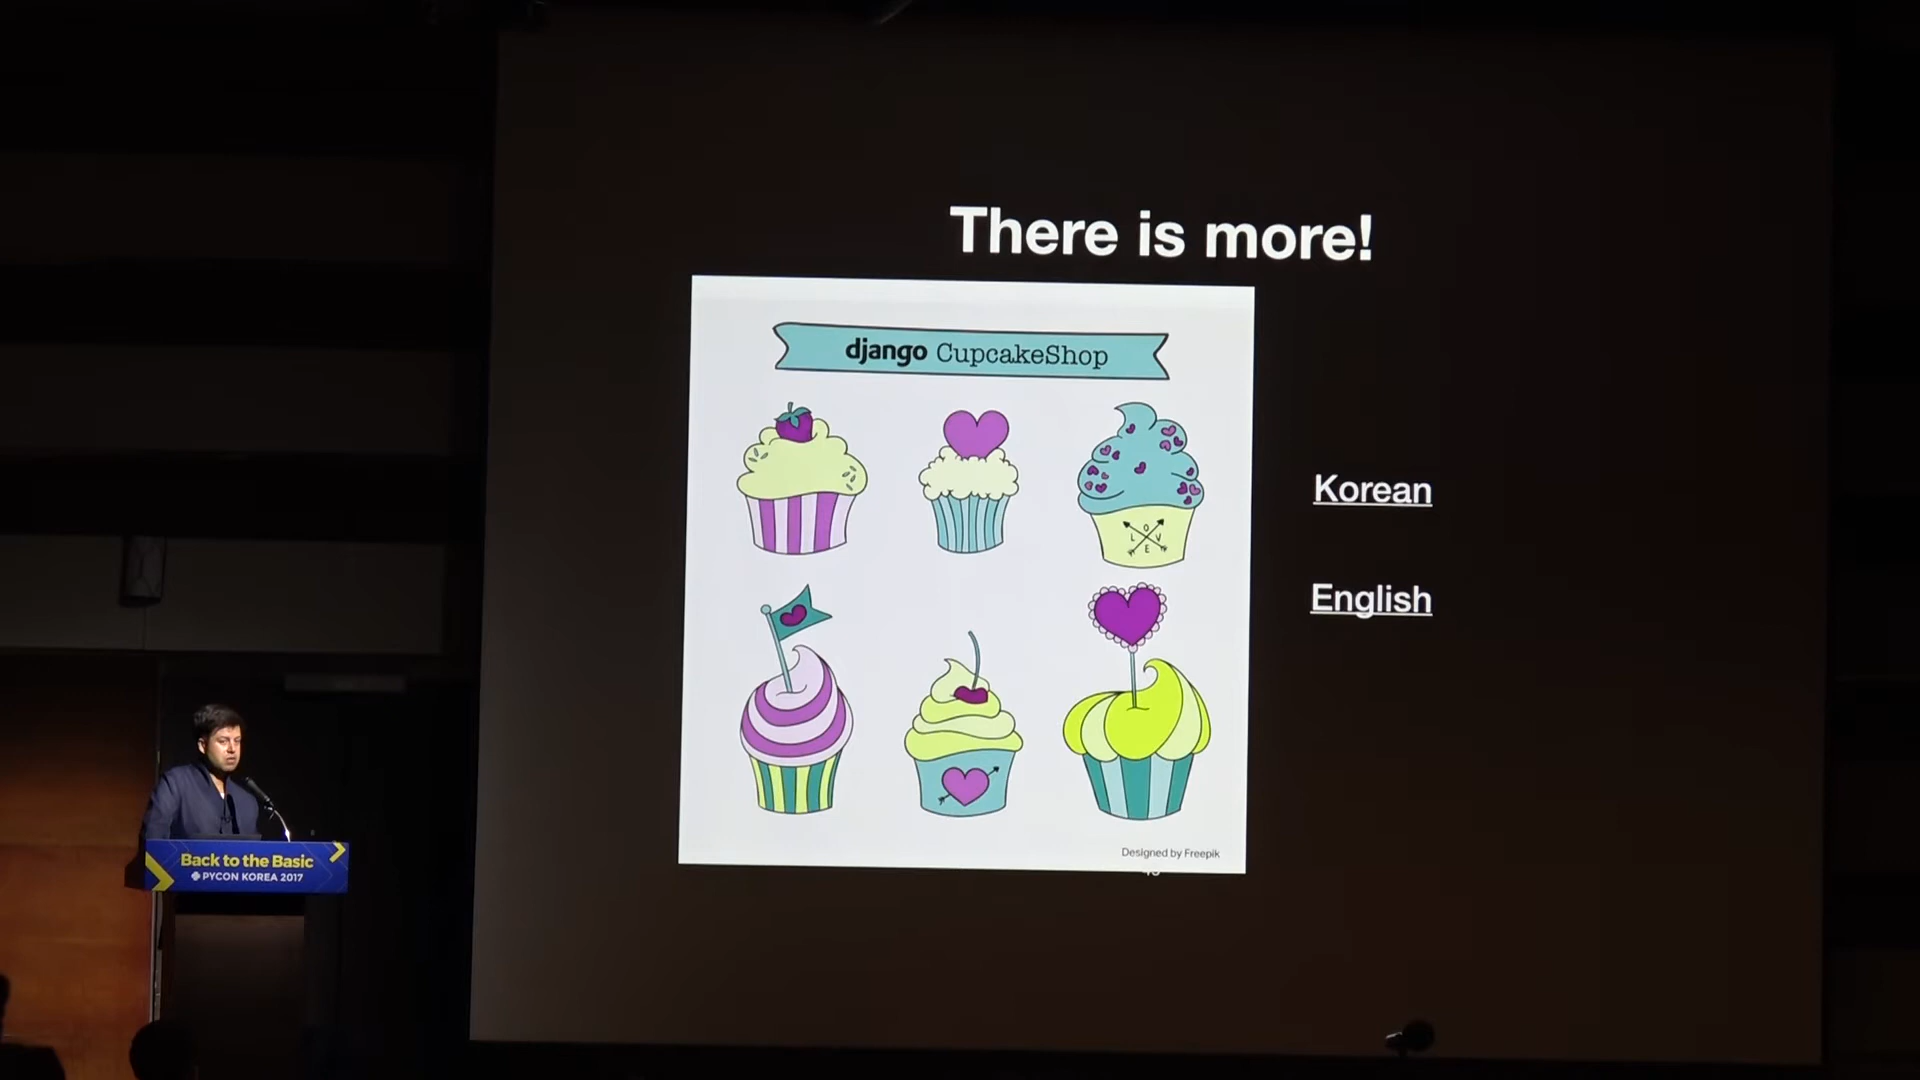 There is more!
django CupcakeShop
O
L V
E
Korean
English
Designed by Freepik
Back to the Basic
PYCON KOREA 2017